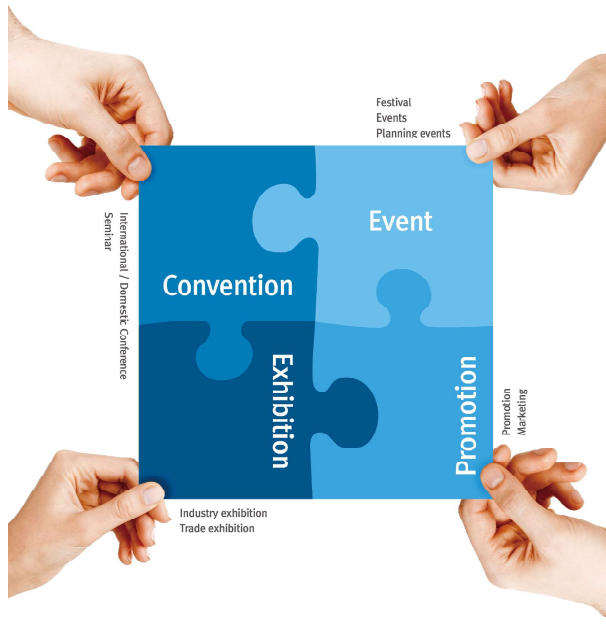 Festival
Events
Planning events
Event
International / Domestic Conference
Seminar
Convention
Exhibition
Promotion
Promotion
Marketing
Industry exhibition
Trade exhibition